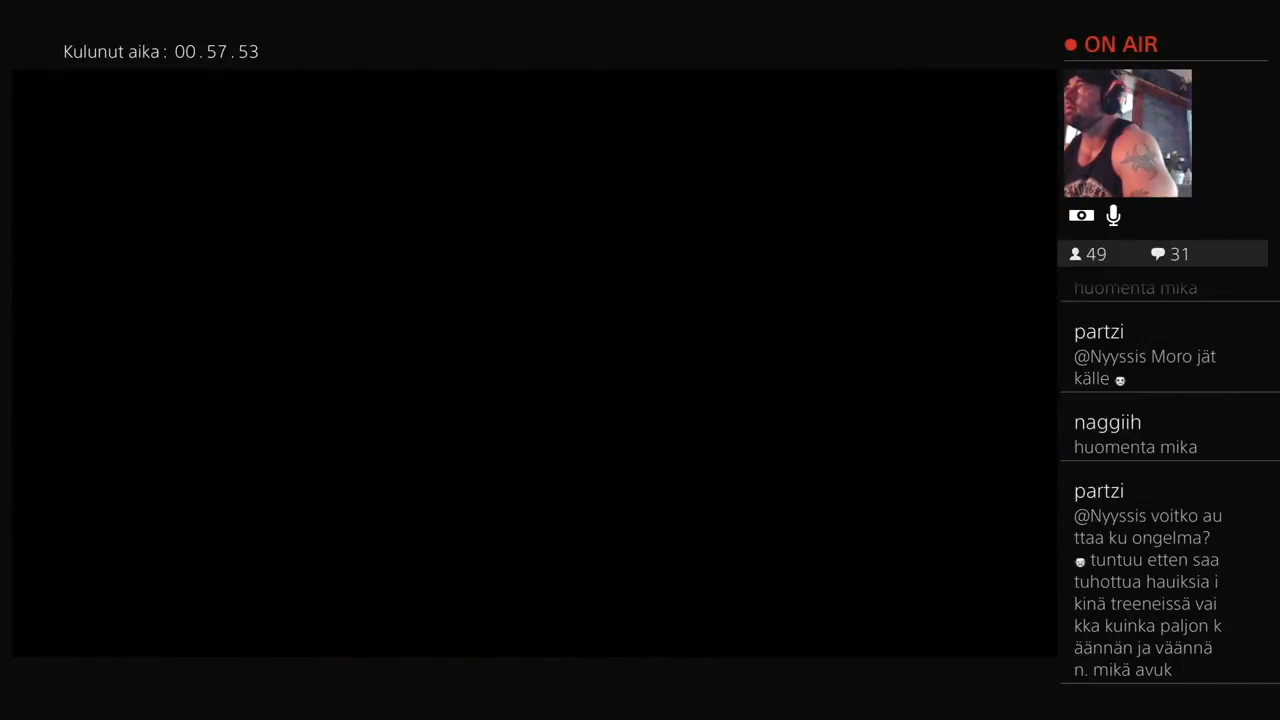 Kulunut aika: 00.57.53
ON AIR
49 31
huomenta mika
partzi
@Nyyssis Moro jät
källe
naggiih
huomenta mika
partzi
@Nyyssis voitko au
ttaa ku ongelma?
tuntuu etten saa
tuhottua hauiksia i
kinä treeneissä vai
kka kuinka paljon k
äännän ja väännä
n. mikä avuk